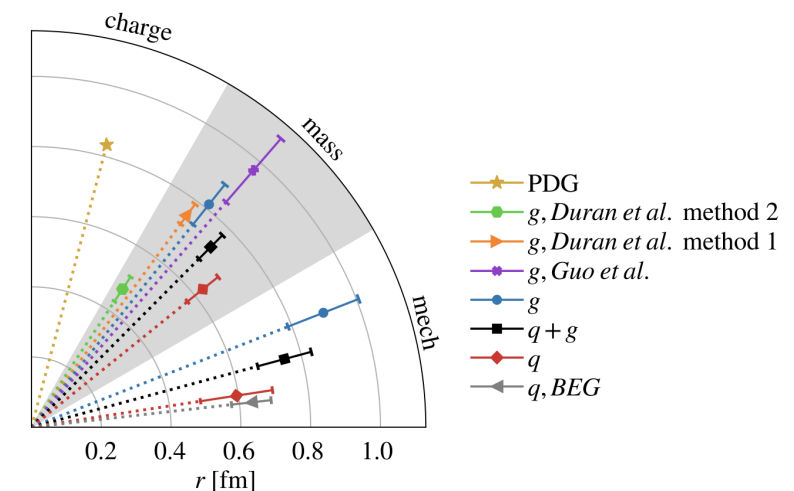 charge
mass
mech
0.2 0.4 0.6 0.8 1.0
r [fm]
PDG
g, Duran et al. method 2
g, Duran et al. method 1
g, Guo et al.
g
q + g
q
q, BEG